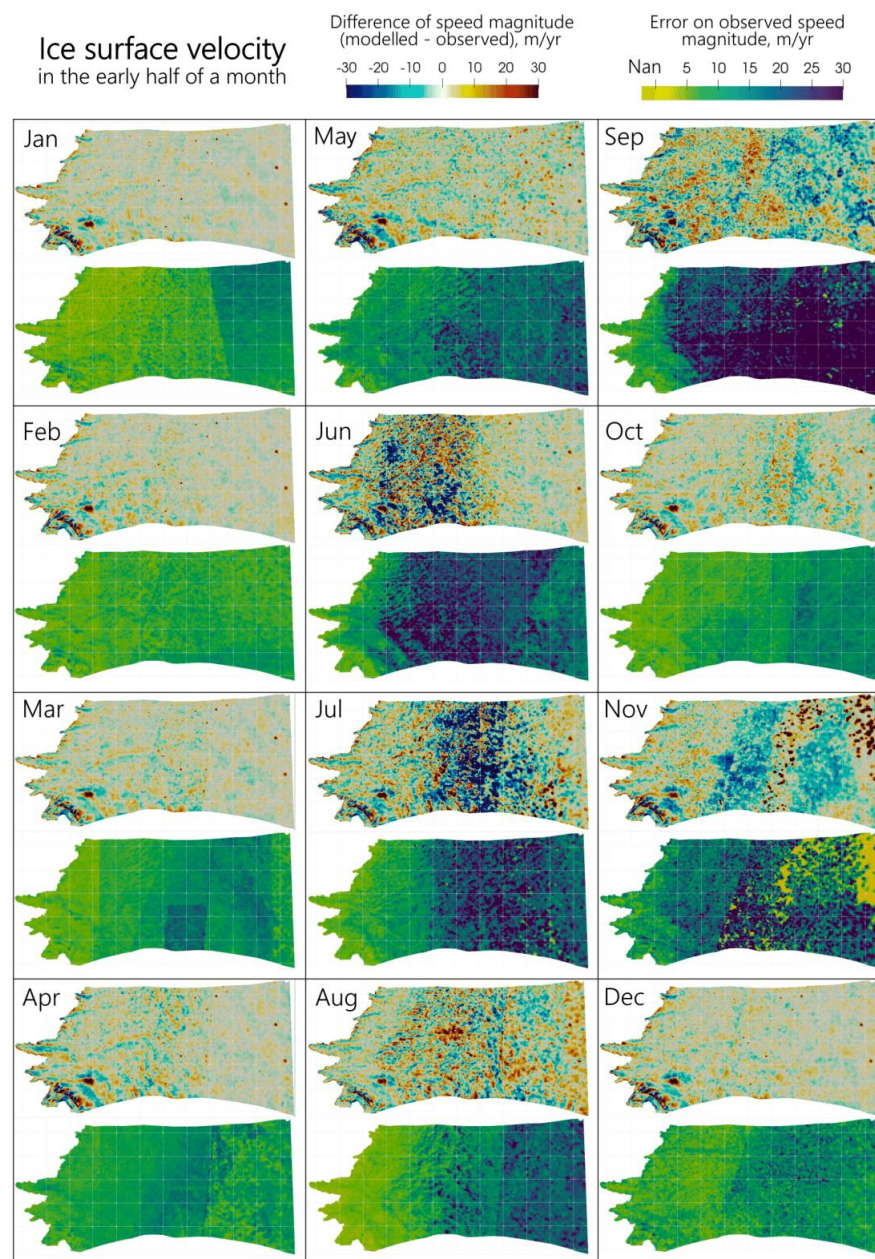 Ice surface velocity
in the early half of a month
Difference of speed magnitude
(modelled - observed), m/yr
-30 -20 -10 0 10 20 30
Error on observed speed
magnitude, m/yr
Nan 5 10 15 20 25 30
Jan
May
Sep
Feb
Jun
Oct
Mar
Jul
Nov
Apr
Aug
Dec